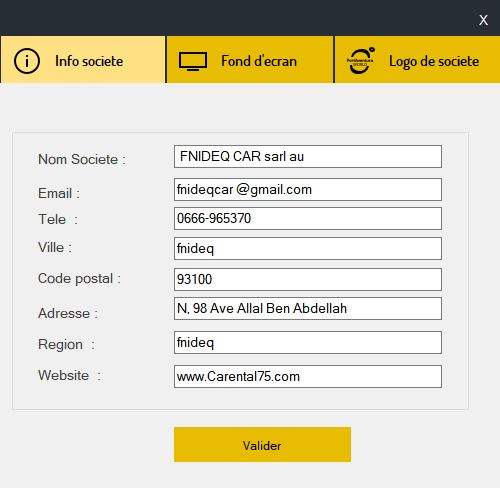 X
Info societe
Fond d'ecran
PortAventura
WORLD
Logo de societe
Nom Societe : FNIDEQ CAR sarl au
Email : fnideqcar @gmail.com
Tele : 0666-965370
Ville : fnideq
Code postal : 93100
Adresse : N, 98 Ave Allal Ben Abdellah
Region : fnideq
Website : www.Carental75.com
Valider